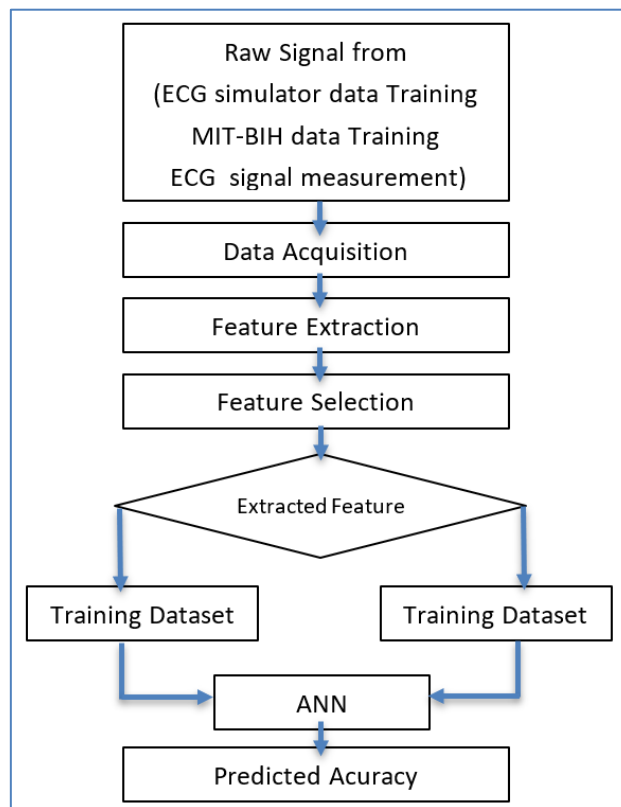 Raw Signal from
(ECG simulator data Training
MIT-BIH data Training
ECG signal measurement)
Data Acquisition
Feature Extraction
Feature Selection
Extracted Feature
Training Dataset
Training Dataset
ANN
Predicted Acuracy